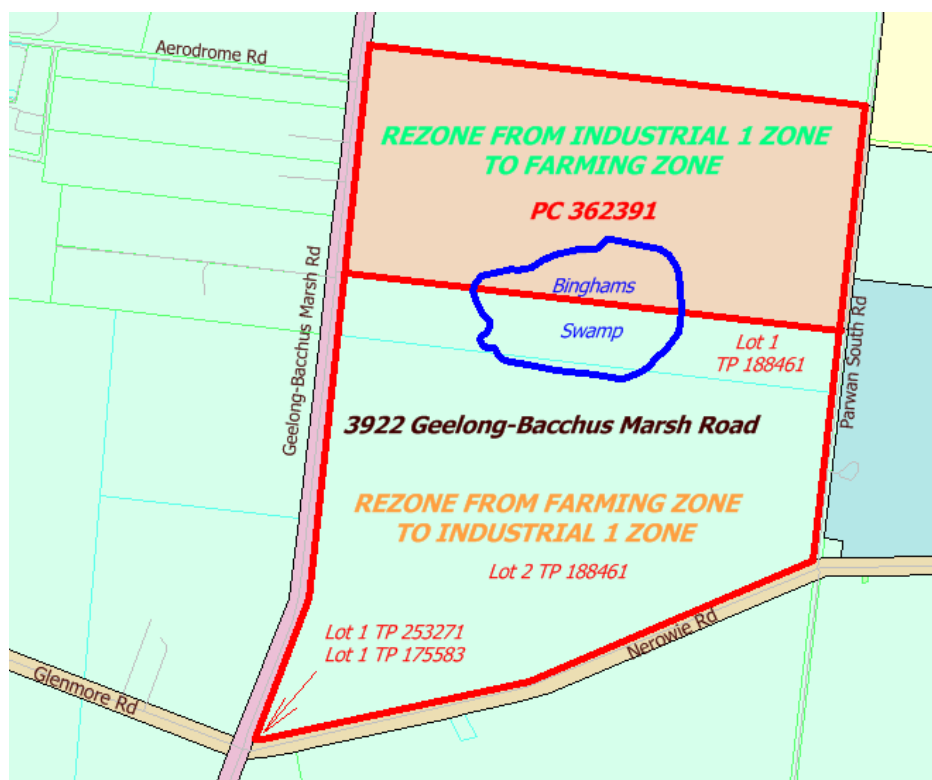 Aerodrome Rd
REZONE FROM INDUSTRIAL 1 ZONE
TO FARMING ZONE
PC 362391
Geelong-Bacchus Marsh Rd
Binghams
Swamp
Lot 1
TP 188461
Parwan South Rd
3922 Geelong-Bacchus Marsh Road
REZONE FROM FARMING ZONE
TO INDUSTRIAL 1 ZONE
Lot 2 TP 188461
Lot 1 TP 253271
Lot 1 TP 175583
Nerowie Rd
Glenmore Rd